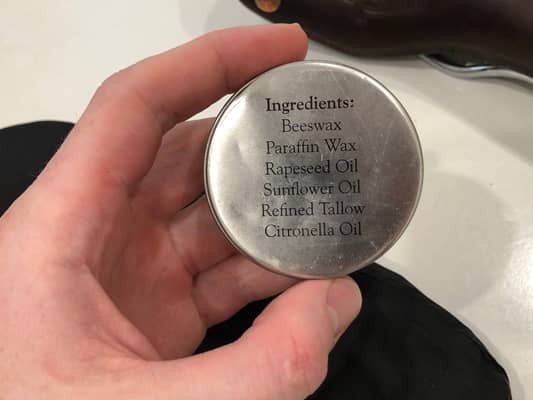 Ingredients:
Beeswax
Paraffin Wax
Rapeseed Oil
Sunflower Oil
Refined Tallow
Citronella Oil